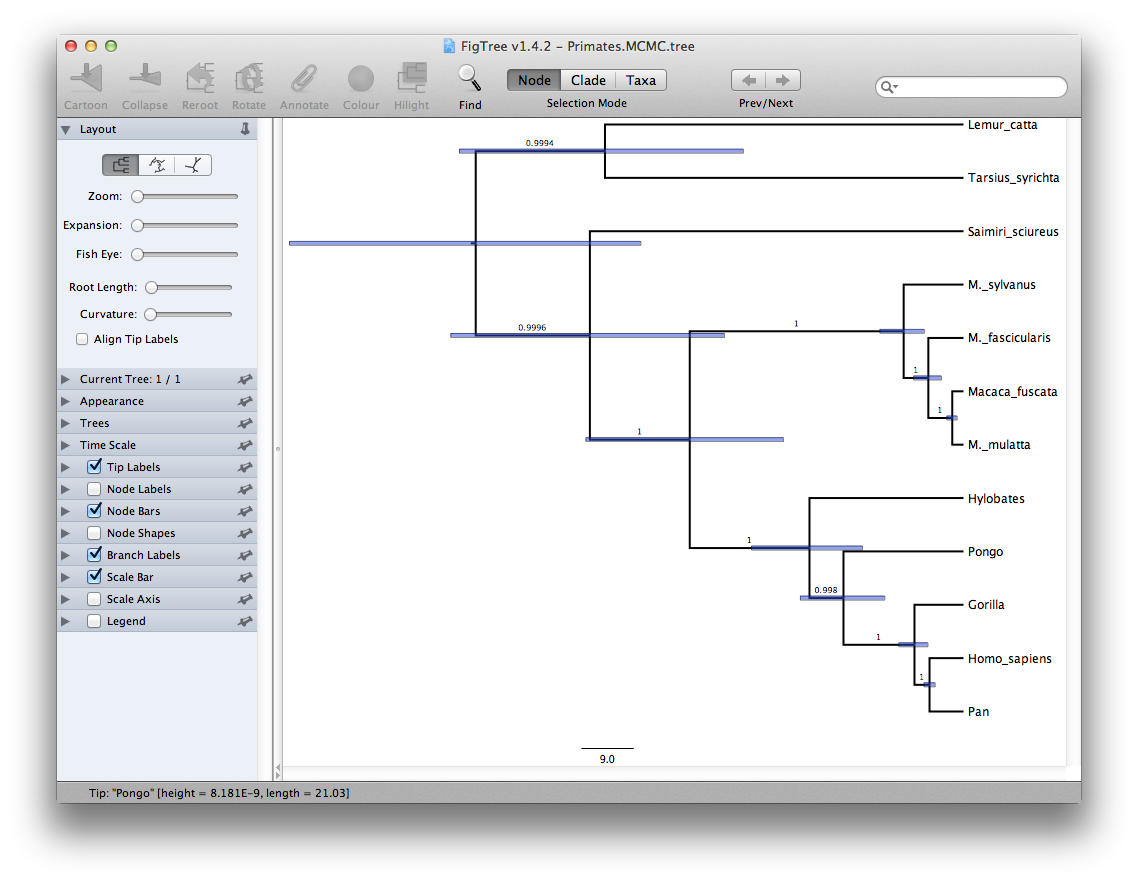 FigTree v1.4.2 - Primates.MCMC.tree
Cartoon Collapse Reroot Rotate Annotate Colour Hilight Find
Node Clade Taxa
Selection Mode
Prev/Next
Layout
Zoom:
Expansion:
Fish Eye:
Root Length:
Curvature:
Align Tip Labels
Current Tree: 1 / 1
Appearance
Trees
Time Scale
Tip Labels
Node Labels
Node Bars
Node Shapes
Branch Labels
Scale Bar
Scale Axis
Legend
Lemur_catta
0.9994
Tarsius_syrichta
Saimiri_sciureus
M._sylvanus
1
0.9996
M._fascicularis
1
Macaca_fuscata
1
1
M._mulatta
Hylobates
1
Pongo
0.998
Gorilla
1
Homo_sapiens
1
Pan
9.0
Tip: "Pongo" [height = 8.181E-9, length = 21.03]